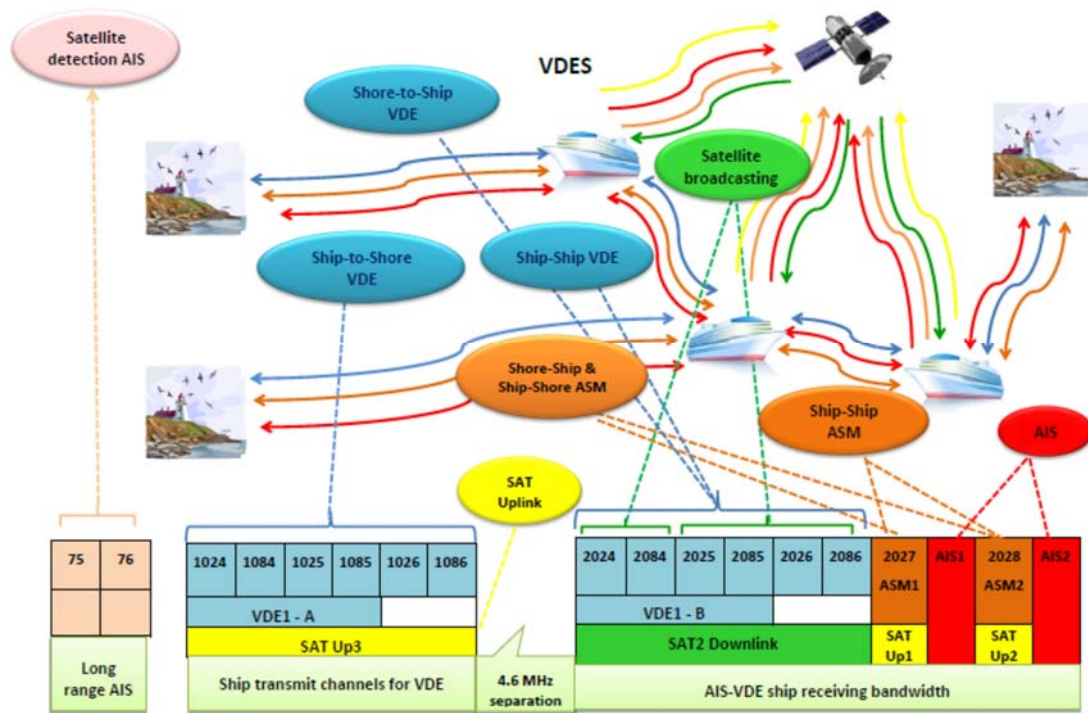 Satellite
detection AIS
VDES
Shore-to-Ship
VDE
Satellite
broadcasting
Ship-to-Shore
VDE
Ship-Ship VDE
Shore-Ship &
Ship-Shore ASM
Ship-Ship
ASM
AIS
SAT
Uplink
75 76
1024 1084 1025 1085 1026 1086
2024 2084 2025 2085 2026 2086 2027 AIS1 2028 AIS2
ASM1 ASM2
VDE1 - A
VDE1 - B
SAT Up3
SAT2 Downlink
SAT
Up1
SAT
Up2
Long
range AIS
Ship transmit channels for VDE
4.6 MHz
separation
AIS-VDE ship receiving bandwidth